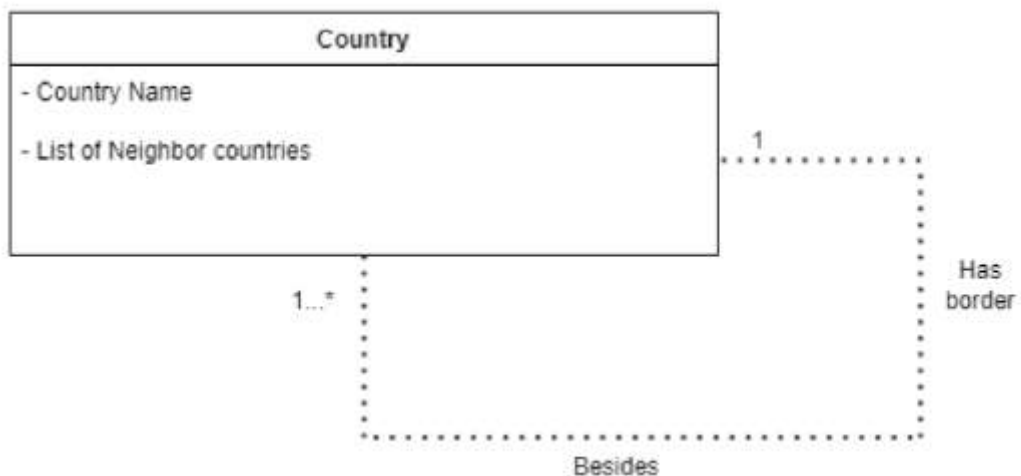 Country
- Country Name
- List of Neighbor countries
1
1...*
Has
border
Besides